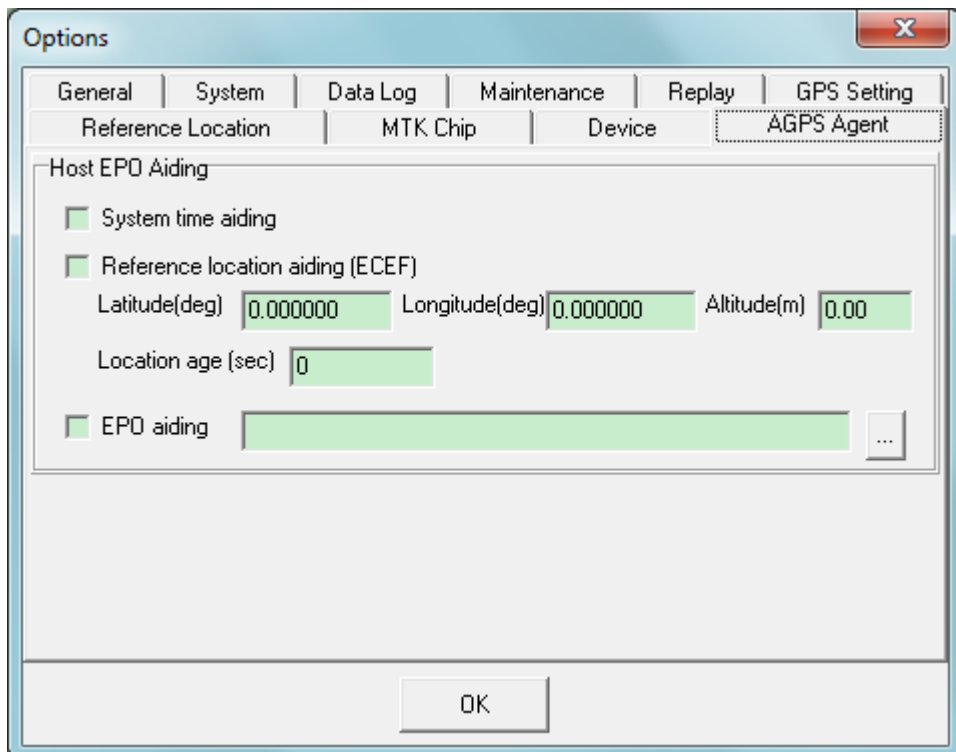 Options
General System Data Log Maintenance Replay GPS Setting
Reference Location MTK Chip Device AGPS Agent
Host EPO Aiding
System time aiding
Reference location aiding (ECEF)
Latitude(deg) 0.000000 Longitude(deg) 0.000000 Altitude(m) 0.00
Location age (sec) 0
EPO aiding ...
OK